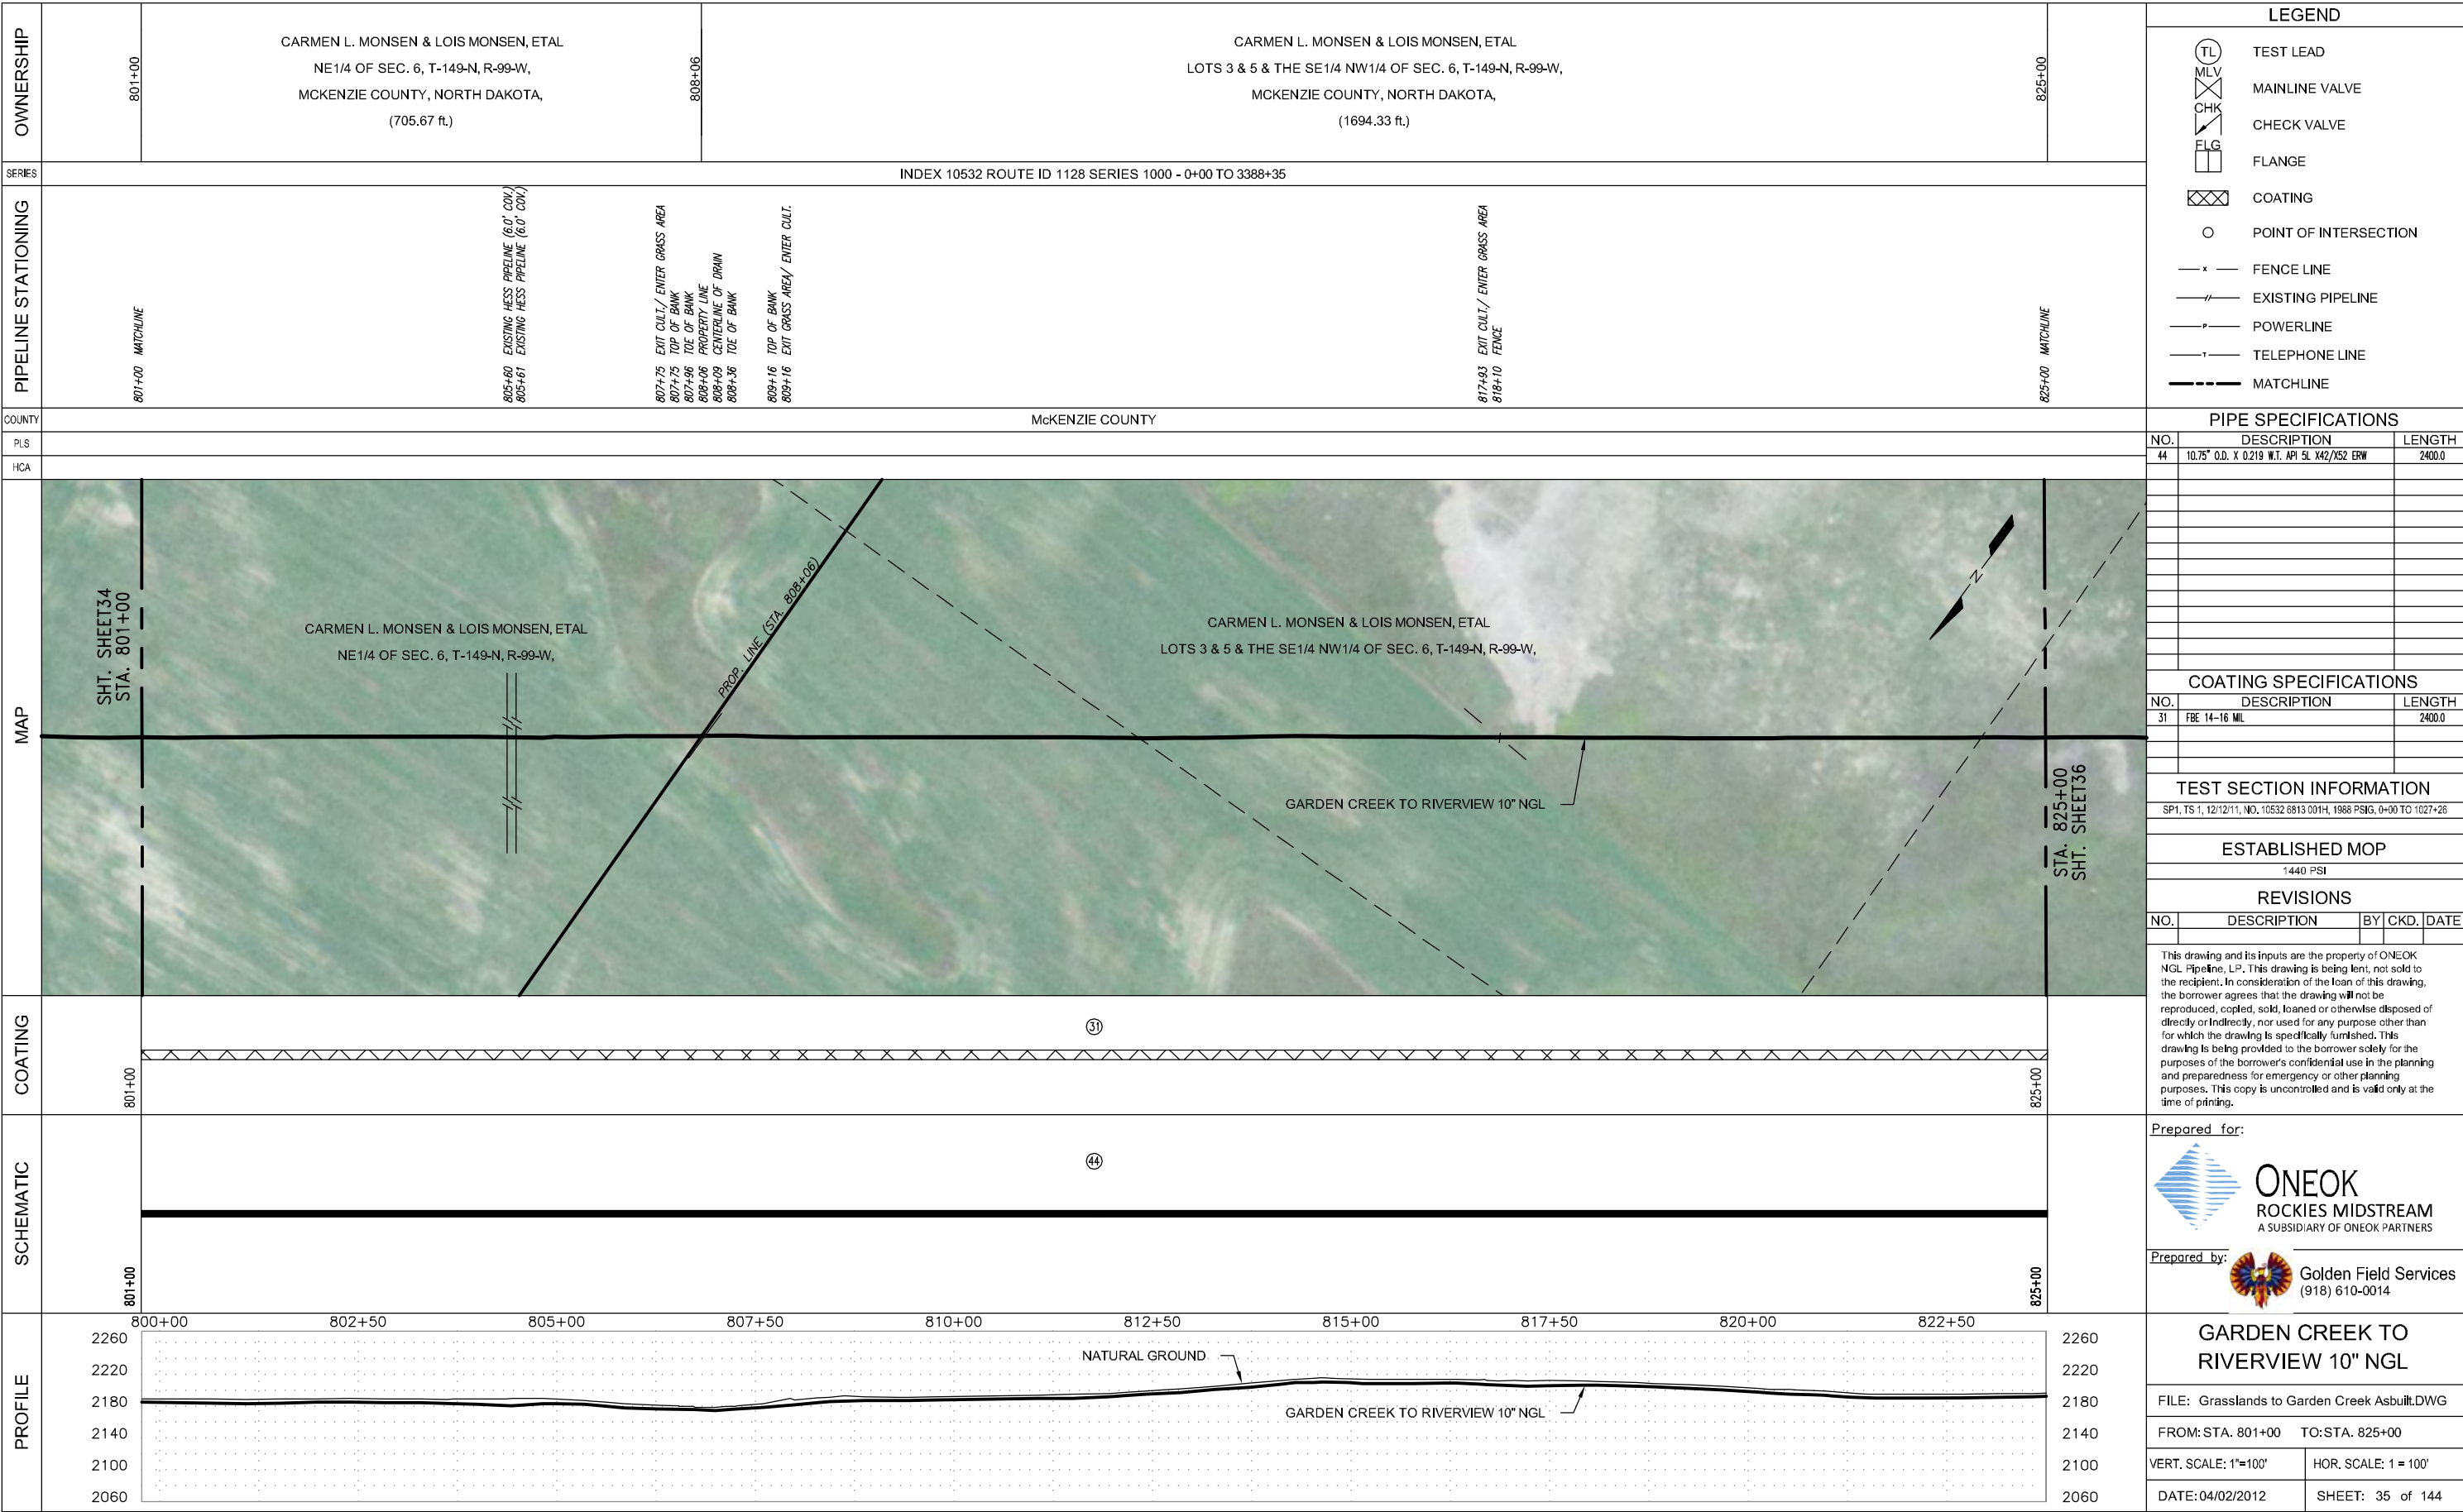 OWNERSHIP
801+00
CARMEN L. MONSEN & LOIS MONSEN, ETAL
NE1/4 OF SEC. 6, T-149-N, R-99-W,
MCKENZIE COUNTY, NORTH DAKOTA,
(705.67 ft.)
808+06
CARMEN L. MONSEN & LOIS MONSEN, ETAL
LOTS 3 & 5 & THE SE1/4 NW1/4 OF SEC. 6, T-149-N, R-99-W,
MCKENZIE COUNTY, NORTH DAKOTA,
(1694.33 ft.)
825+00
SERIES
INDEX 10532 ROUTE ID 1128 SERIES 1000 - 0+00 TO 3388+35
PIPELINE STATIONING
801+00 MATCHLINE
805+60 EXISTING HESS PIPELINE (6.0' COV.)
805+61 EXISTING HESS PIPELINE (6.0' COV.)
807+75 EXIT CULT./ ENTER GRASS AREA
807+75 TOP OF BANK
807+96 TOE OF BANK
808+06 PROPERTY LINE
808+09 CENTERLINE OF DRAIN
808+36 TOE OF BANK
809+16 TOP OF BANK
809+16 EXIT GRASS AREA/ ENTER CULT.
817+93 EXIT CULT./ ENTER GRASS AREA
818+10 FENCE
825+00 MATCHLINE
COUNTY
McKENZIE COUNTY
PLS
HCA
MAP
SHT. SHEET34
STA. 801+00
CARMEN L. MONSEN & LOIS MONSEN, ETAL
NE1/4 OF SEC. 6, T-149-N, R-99-W,
PROP. LINE (STA. 808+06)
CARMEN L. MONSEN & LOIS MONSEN, ETAL
LOTS 3 & 5 & THE SE1/4 NW1/4 OF SEC. 6, T-149-N, R-99-W,
N
GARDEN CREEK TO RIVERVIEW 10" NGL
STA. 825+00
SHT. SHEET36
COATING
801+00
31
825+00
SCHEMATIC
801+00
44
825+00
PROFILE
800+00 802+50 805+00 807+50 810+00 812+50 815+00 817+50 820+00 822+50
2260 2260
2220 2220
2180 2180
2140 2140
2100 2100
2060 2060
NATURAL GROUND
GARDEN CREEK TO RIVERVIEW 10" NGL
LEGEND
TL TEST LEAD
MLV MAINLINE VALVE
CHK CHECK VALVE
FLG FLANGE
COATING
POINT OF INTERSECTION
x FENCE LINE
EXISTING PIPELINE
P POWERLINE
T TELEPHONE LINE
MATCHLINE
PIPE SPECIFICATIONS
NO. DESCRIPTION LENGTH
44 10.75" O.D. X 0.219 W.T. API 5L X42/X52 ERW 2400.0
COATING SPECIFICATIONS
NO. DESCRIPTION LENGTH
31 FBE 14-16 MIL 2400.0
TEST SECTION INFORMATION
SP1, TS 1, 12/12/11, NO. 10532 6813 001H, 1988 PSIG, 0+00 TO 1027+26
ESTABLISHED MOP
1440 PSI
REVISIONS
NO. DESCRIPTION BY CKD. DATE
This drawing and its inputs are the property of ONEOK
NGL Pipeline, LP. This drawing is being lent, not sold to
the recipient. In consideration of the loan of this drawing,
the borrower agrees that the drawing will not be
reproduced, copied, sold, loaned or otherwise disposed of
directly or indirectly, nor used for any purpose other than
for which the drawing is specifically furnished. This
drawing is being provided to the borrower solely for the
purposes of the borrower's confidential use in the planning
and preparedness for emergency or other planning
purposes. This copy is uncontrolled and is valid only at the
time of printing.
Prepared for:
ONEOK
ROCKIES MIDSTREAM
A SUBSIDIARY OF ONEOK PARTNERS
Prepared by:
Golden Field Services
(918) 610-0014
GARDEN CREEK TO
RIVERVIEW 10" NGL
FILE: Grasslands to Garden Creek Asbuilt.DWG
FROM: STA. 801+00 TO: STA. 825+00
VERT. SCALE: 1"=100' HOR. SCALE: 1 = 100'
DATE: 04/02/2012 SHEET: 35 of 144